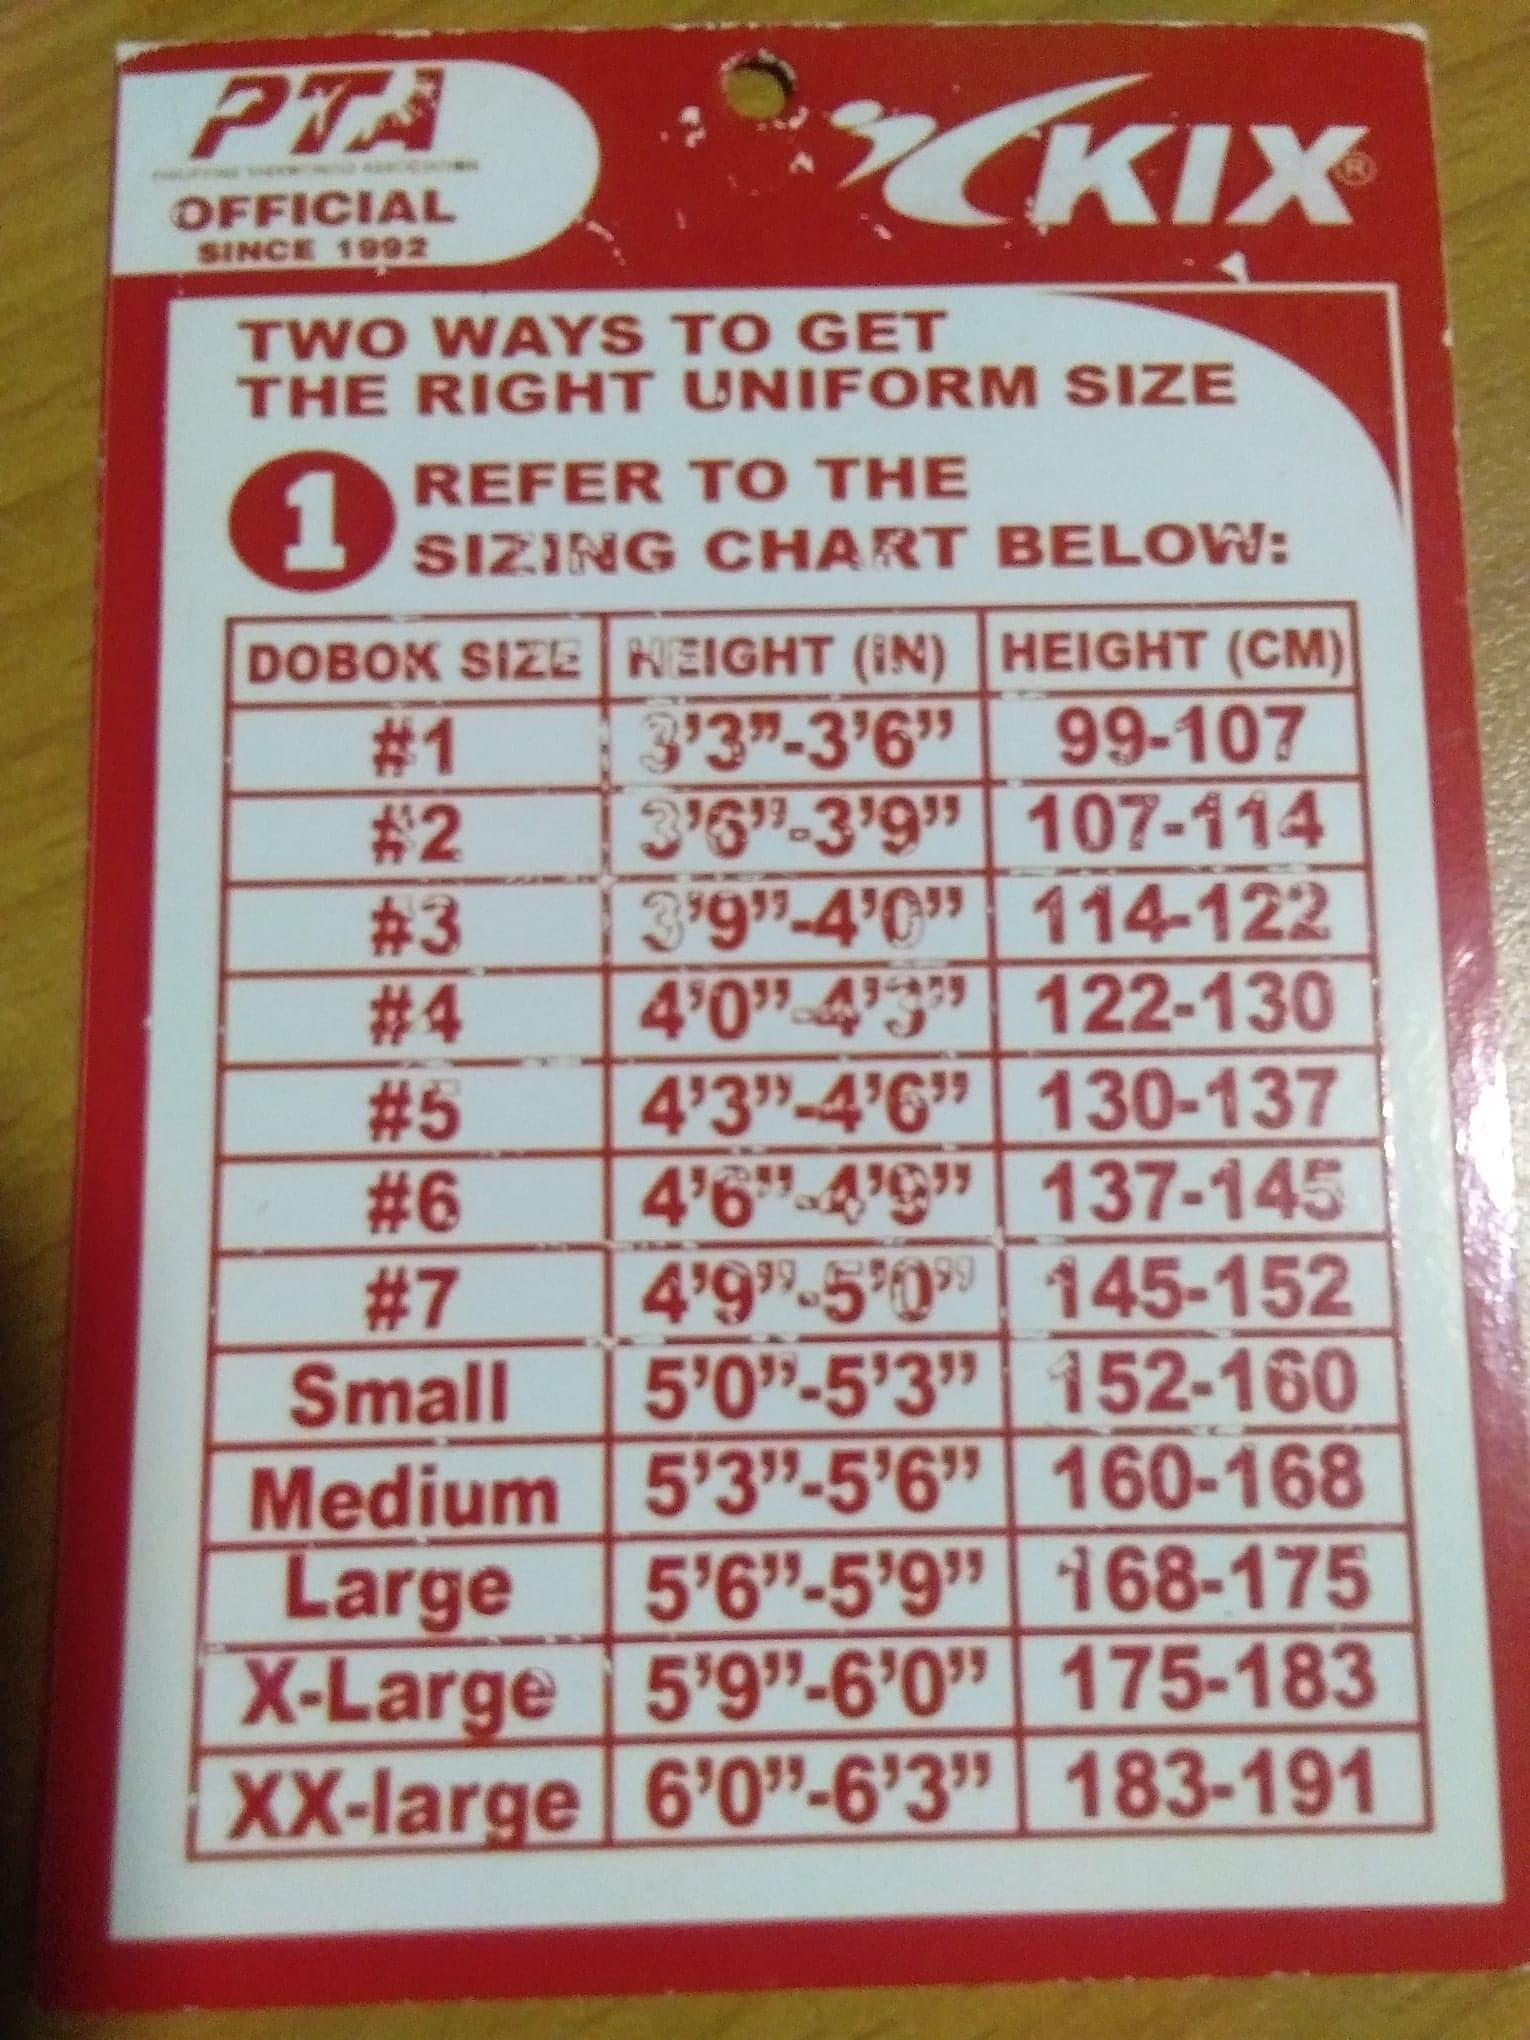 PTA
PHILIPPINE TAEKWONDO ASSOCIATION
OFFICIAL
SINCE 1992
KIX®
TWO WAYS TO GET
THE RIGHT UNIFORM SIZE
1 REFER TO THE
SIZING CHART BELOW:
DOBOK SIZE HEIGHT (IN) HEIGHT (CM)
#1 3'3"-3'6" 99-107
#2 3'6"-3'9" 107-114
#3 3'9"-4'0" 114-122
#4 4'0"-4'3" 122-130
#5 4'3"-4'6" 130-137
#6 4'6"-4'9" 137-145
#7 4'9"-5'0" 145-152
Small 5'0"-5'3" 152-160
Medium 5'3"-5'6" 160-168
Large 5'6"-5'9" 168-175
X-Large 5'9"-6'0" 175-183
XX-large 6'0"-6'3" 183-191